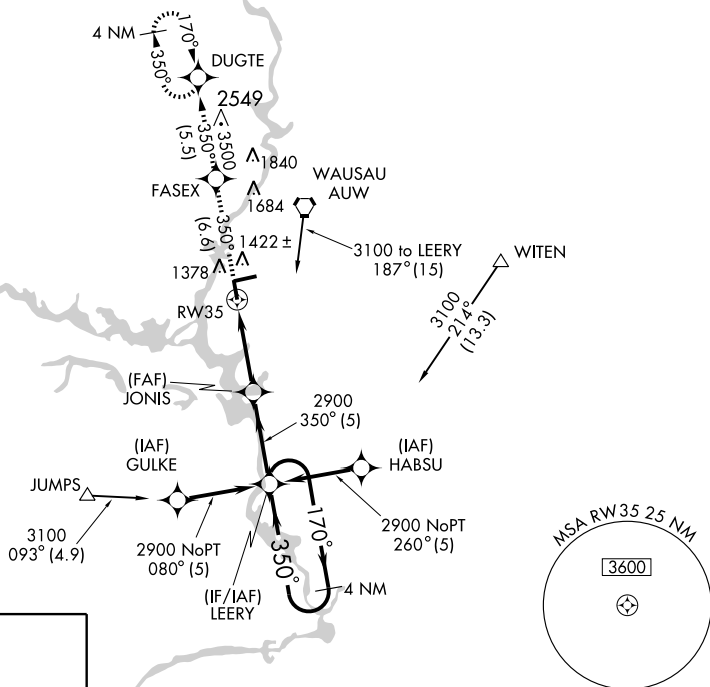 4 NM
170°
350°
DUGTE
2549
3500
350°
(5.5)
1840
WAUSAU
AUW
FASEX
1684
350°
(6.6)
1422 ±
3100 to LEERY
187° (15)
WITEN
1378
3100
214°
(13.3)
RW35
(FAF)
JONIS
2900
350° (5)
(IAF)
GULKE
(IAF)
HABSU
JUMPS
3100
093° (4.9)
2900 NoPT
080° (5)
350°
170°
2900 NoPT
260° (5)
(IF/IAF)
LEERY
4 NM
MSA RW35 25 NM
3600